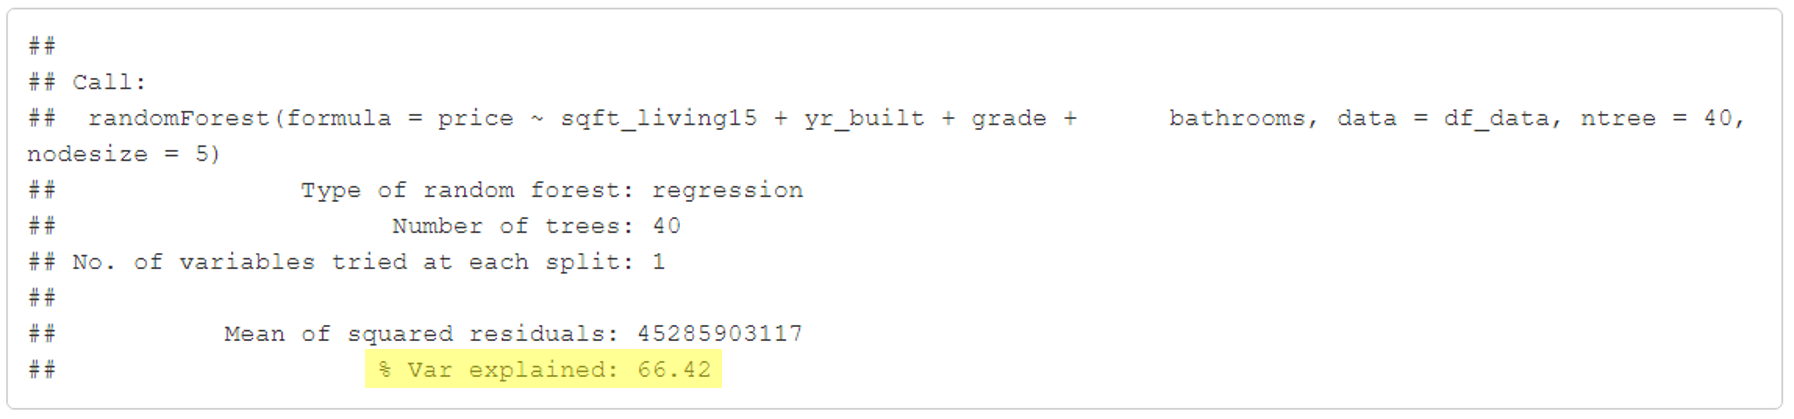 ##
## Call:
##  randomForest(formula = price ~ sqft_living15 + yr_built + grade +      bathrooms, data = df_data, ntree = 40,
nodesize = 5)
##                Type of random forest: regression
##                      Number of trees: 40
## No. of variables tried at each split: 1
##
##           Mean of squared residuals: 45285903117
##                     % Var explained: 66.42